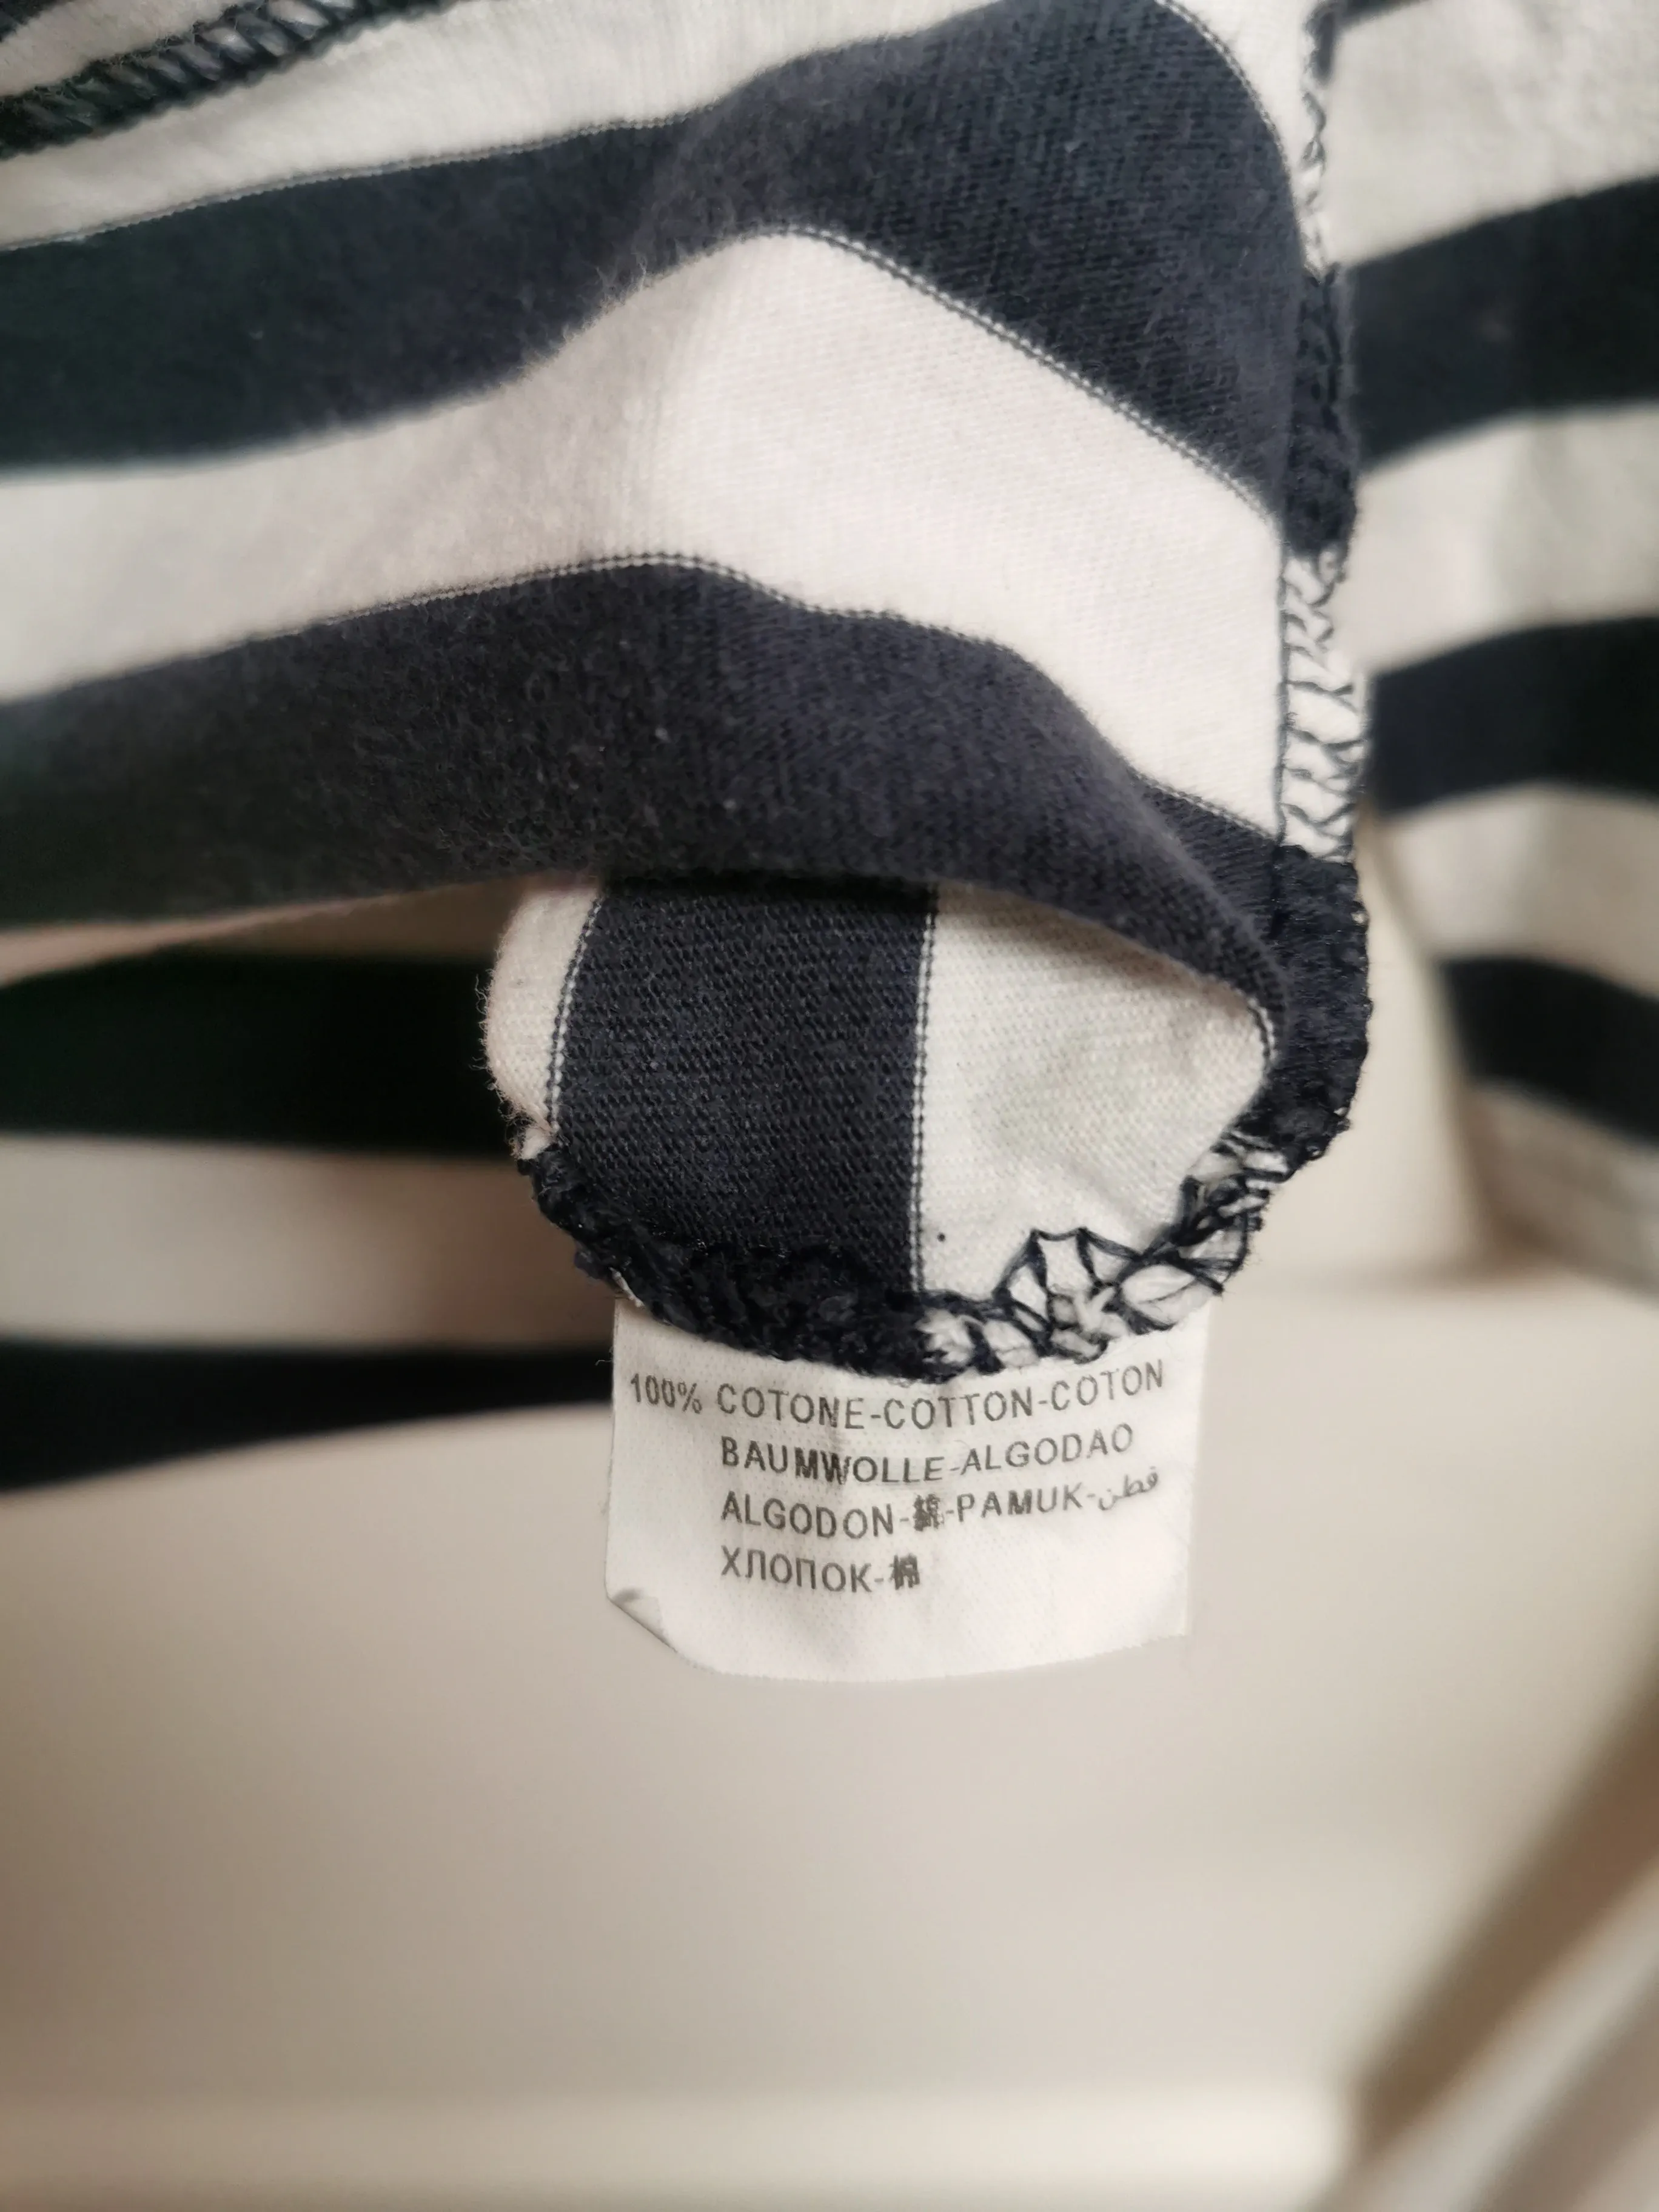 100% COTONE-COTTON-COTON
BAUMWOLLE-ALGODAO
ALGODON-綿-PAMUK-قطن
ХЛОПОК-棉